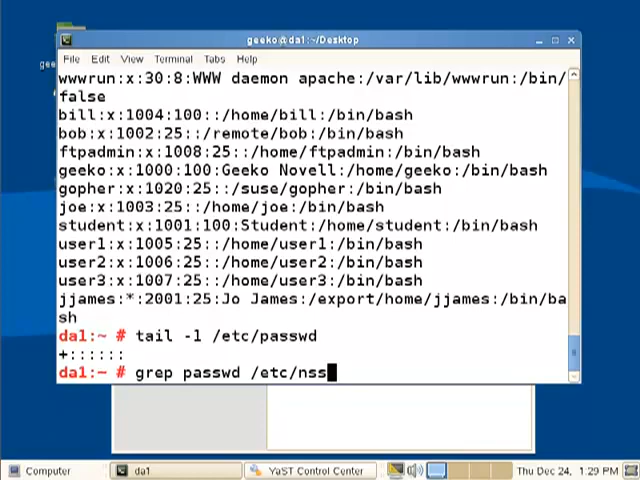 geeko@da1:~/Desktop
File Edit View Terminal Tabs Help
wwwrun:x:30:8:WWW daemon apache:/var/lib/wwwrun:/bin/
false
bill:x:1004:100::/home/bill:/bin/bash
bob:x:1002:25::/remote/bob:/bin/bash
ftpadmin:x:1008:25::/home/ftpadmin:/bin/bash
geeko:x:1000:100:Geeko Novell:/home/geeko:/bin/bash
gopher:x:1020:25::/suse/gopher:/bin/bash
joe:x:1003:25::/home/joe:/bin/bash
student:x:1001:100:Student:/home/student:/bin/bash
user1:x:1005:25::/home/user1:/bin/bash
user2:x:1006:25::/home/user2:/bin/bash
user3:x:1007:25::/home/user3:/bin/bash
jjames:*:2001:25:Jo James:/export/home/jjames:/bin/ba
sh
da1:~ # tail -1 /etc/passwd
+::::::
da1:~ # grep passwd /etc/nss
Computer da1 YaST Control Center Thu Dec 24, 1:29 PM